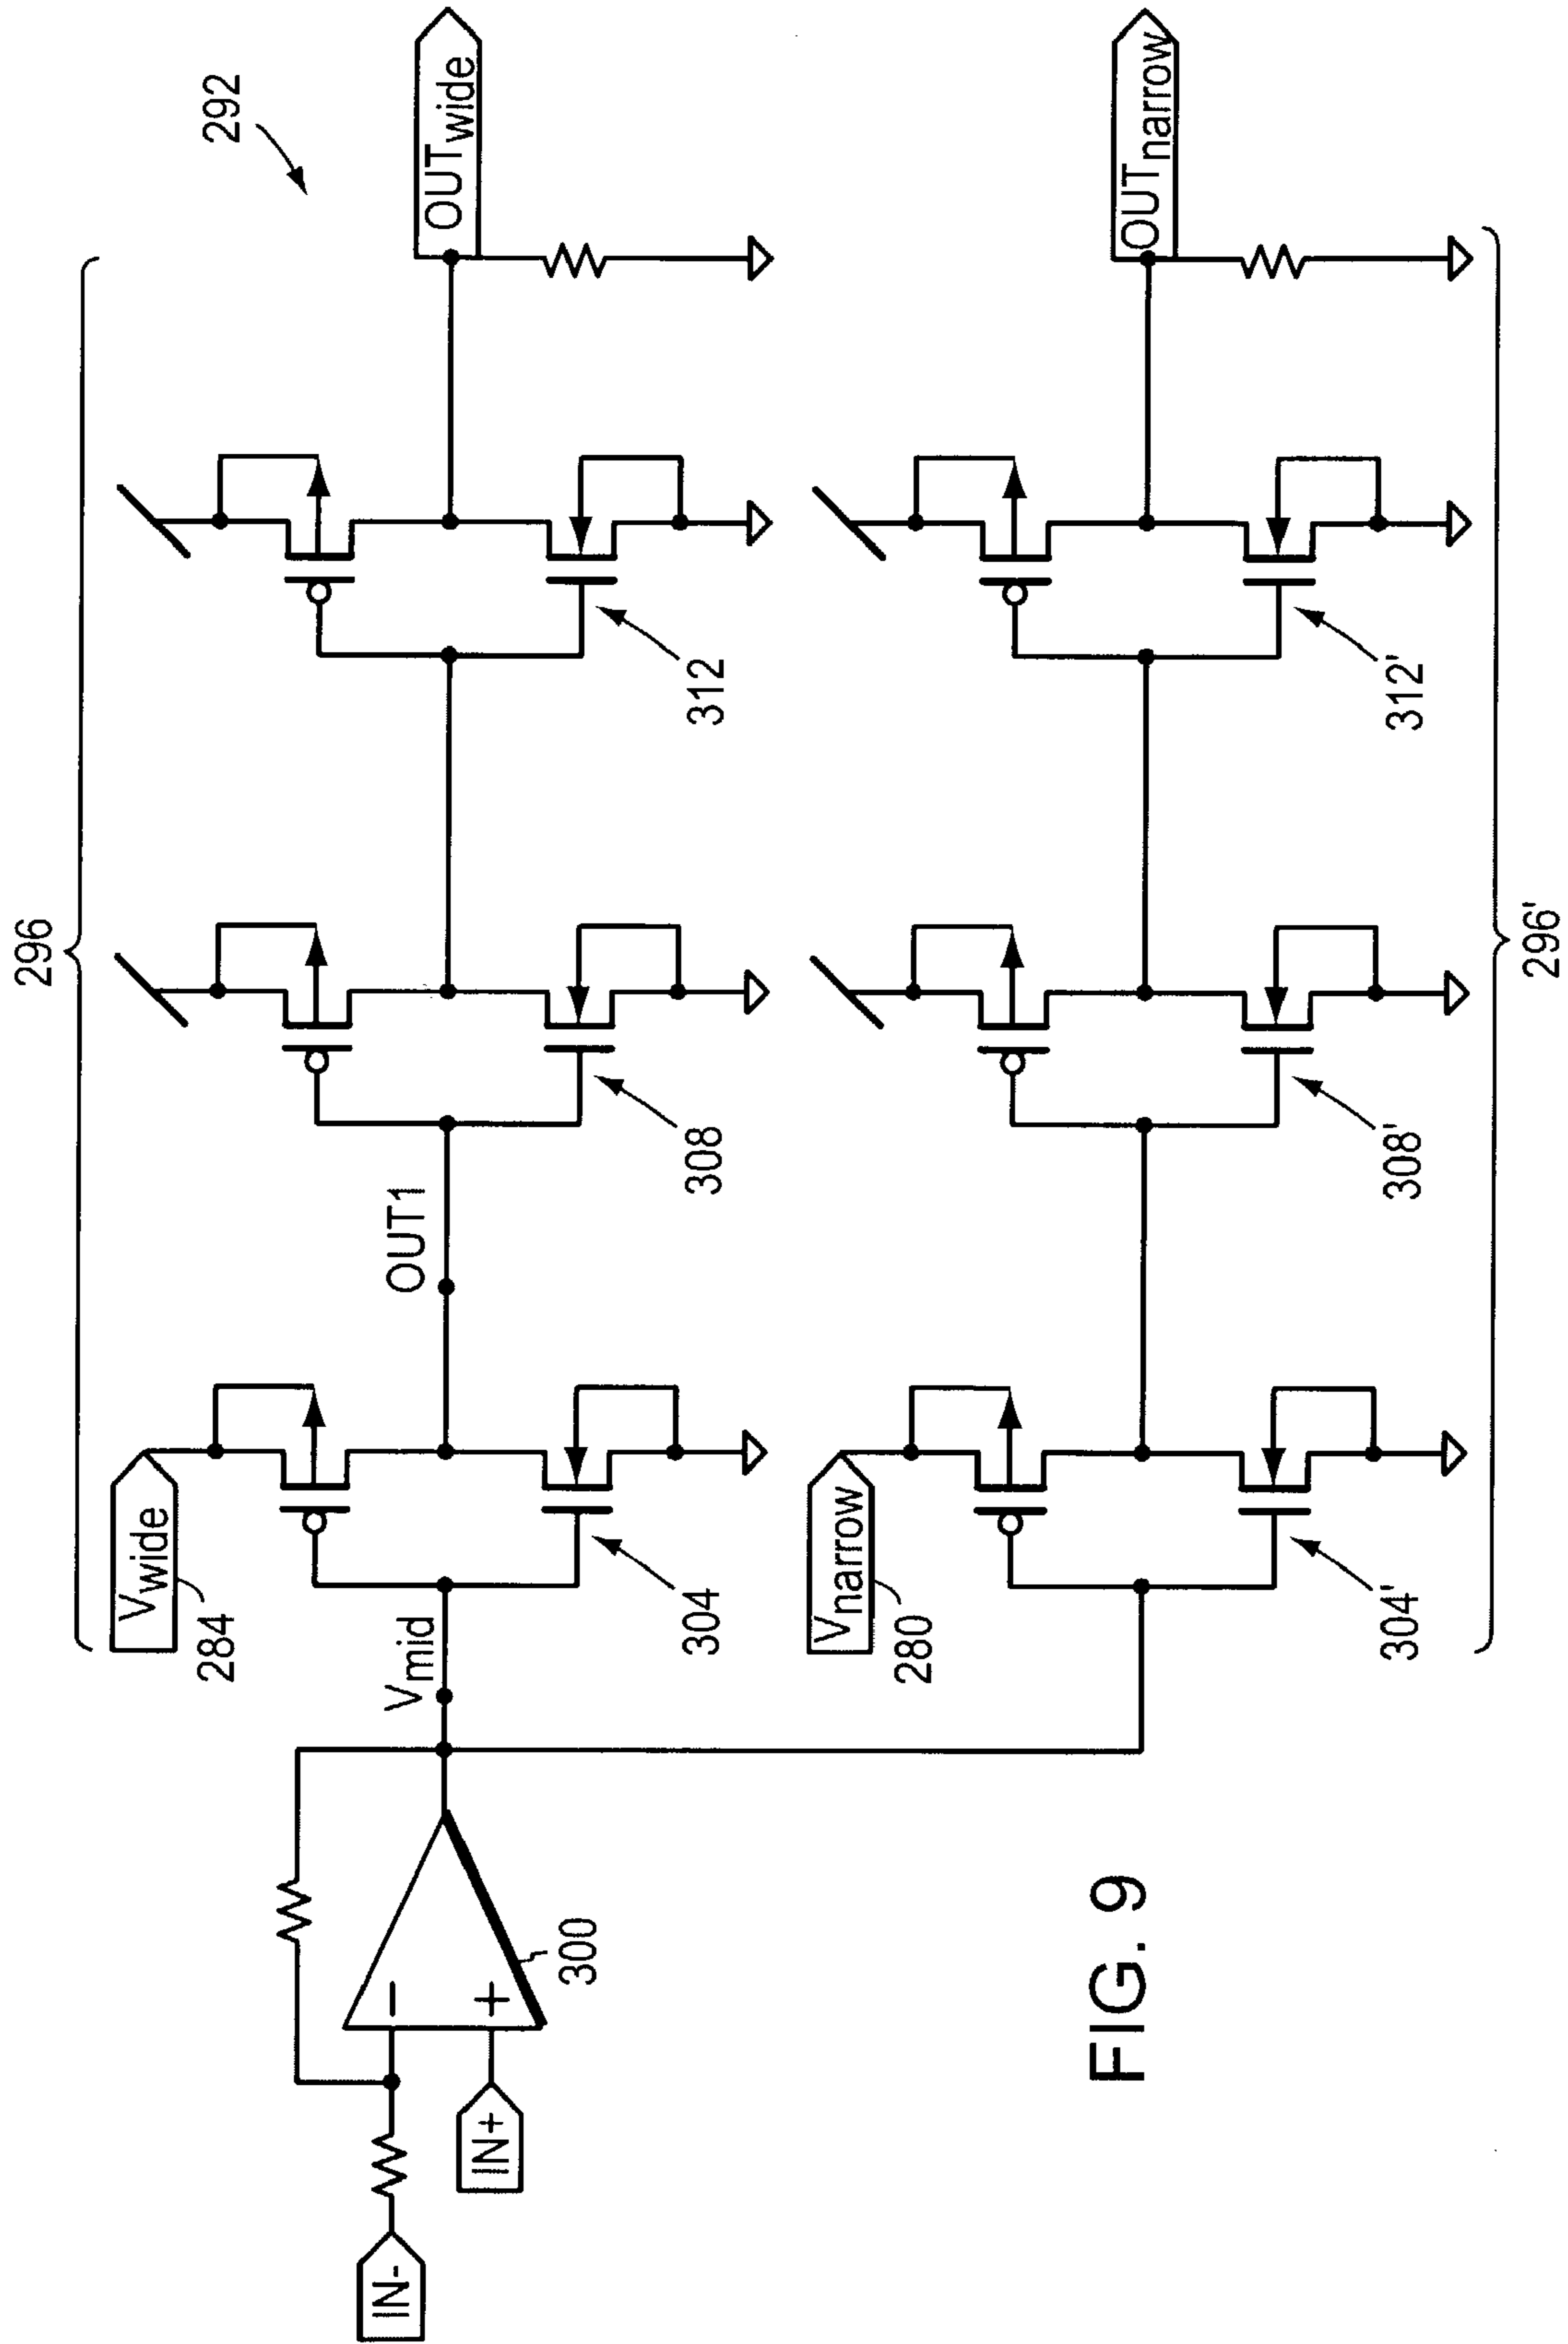 292
296
OUTwide
Vwide
284
Vmid
304
OUT1
308
312
IN-
IN+
300
Vnarrow
280
304'
308'
312'
OUTnarrow
296'
FIG. 9